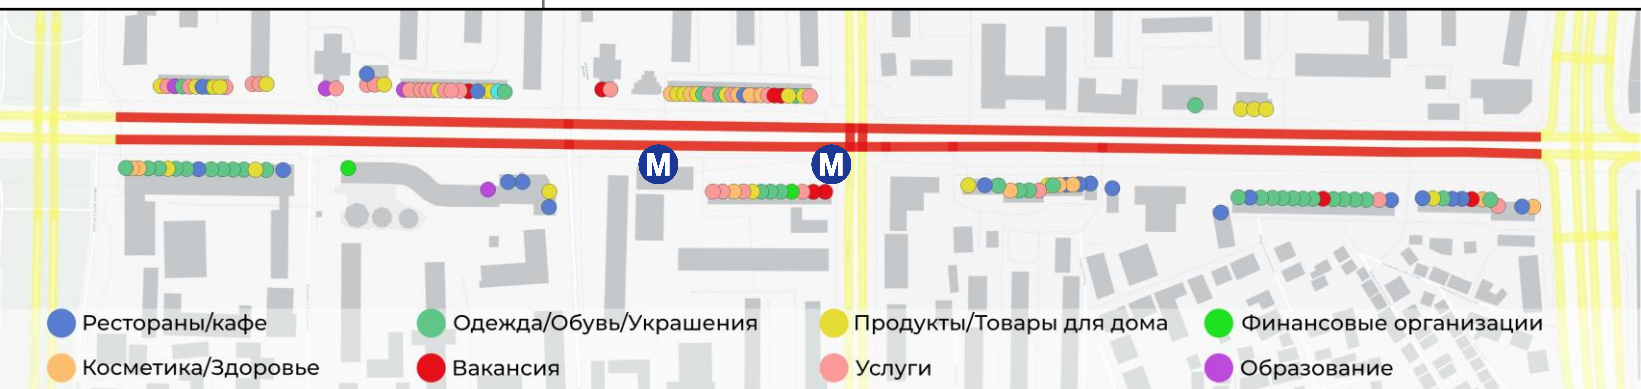 М М
Рестораны/кафе Одежда/Обувь/Украшения Продукты/Товары для дома Финансовые организации
Косметика/Здоровье Вакансия Услуги Образование